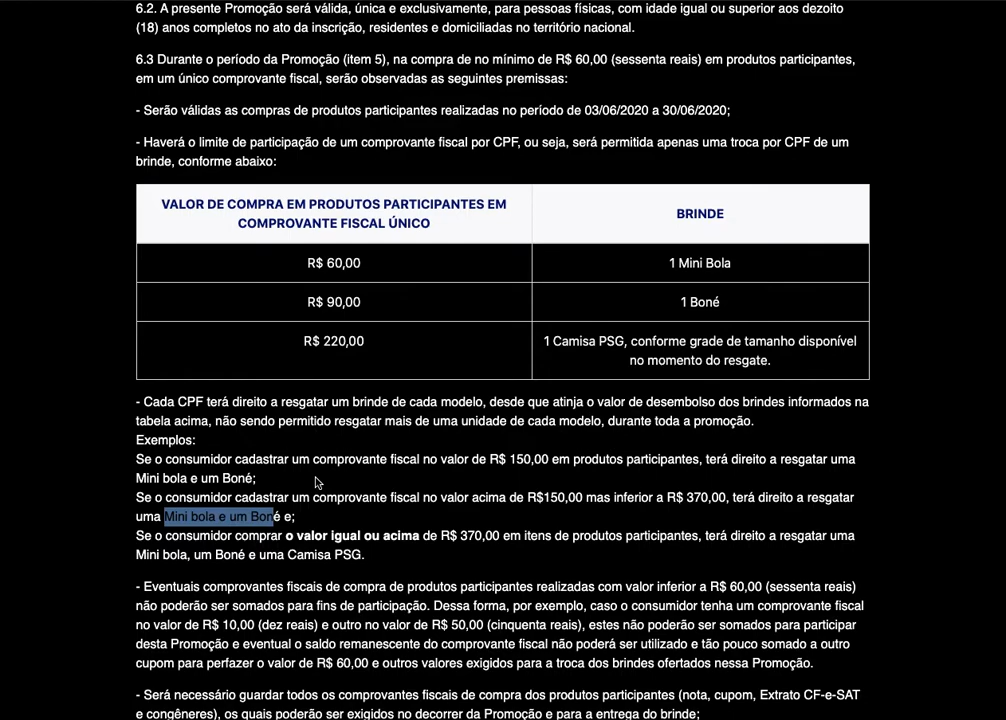 6.2. A presente Promoção será válida, única e exclusivamente, para pessoas físicas, com idade igual ou superior aos dezoito
(18) anos completos no ato da inscrição, residentes e domiciliadas no território nacional.
6.3 Durante o período da Promoção (item 5), na compra de no mínimo de R$ 60,00 (sessenta reais) em produtos participantes,
em um único comprovante fiscal, serão observadas as seguintes premissas:
- Serão válidas as compras de produtos participantes realizadas no período de 03/06/2020 a 30/06/2020;
- Haverá o limite de participação de um comprovante fiscal por CPF, ou seja, será permitida apenas uma troca por CPF de um
brinde, conforme abaixo:
VALOR DE COMPRA EM PRODUTOS PARTICIPANTES EM
COMPROVANTE FISCAL ÚNICO
BRINDE
R$ 60,00
1 Mini Bola
R$ 90,00
1 Boné
R$ 220,00
1 Camisa PSG, conforme grade de tamanho disponível
no momento do resgate.
- Cada CPF terá direito a resgatar um brinde de cada modelo, desde que atinja o valor de desembolso dos brindes informados na
tabela acima, não sendo permitido resgatar mais de uma unidade de cada modelo, durante toda a promoção.
Exemplos:
Se o consumidor cadastrar um comprovante fiscal no valor de R$ 150,00 em produtos participantes, terá direito a resgatar uma
Mini bola e um Boné;
Se o consumidor cadastrar um comprovante fiscal no valor acima de R$150,00 mas inferior a R$ 370,00, terá direito a resgatar
uma Mini bola e um Boné e;
Se o consumidor comprar o valor igual ou acima de R$ 370,00 em itens de produtos participantes, terá direito a resgatar uma
Mini bola, um Boné e uma Camisa PSG.
- Eventuais comprovantes fiscais de compra de produtos participantes realizadas com valor inferior a R$ 60,00 (sessenta reais)
não poderão ser somados para fins de participação. Dessa forma, por exemplo, caso o consumidor tenha um comprovante fiscal
no valor de R$ 10,00 (dez reais) e outro no valor de R$ 50,00 (cinquenta reais), estes não poderão ser somados para participar
desta Promoção e eventual o saldo remanescente do comprovante fiscal não poderá ser utilizado e tão pouco somado a outro
cupom para perfazer o valor de R$ 60,00 e outros valores exigidos para a troca dos brindes ofertados nessa Promoção.
- Será necessário guardar todos os comprovantes fiscais de compra dos produtos participantes (nota, cupom, Extrato CF-e-SAT
e congêneres), os quais poderão ser exigidos no decorrer da Promoção e para a entrega do brinde;